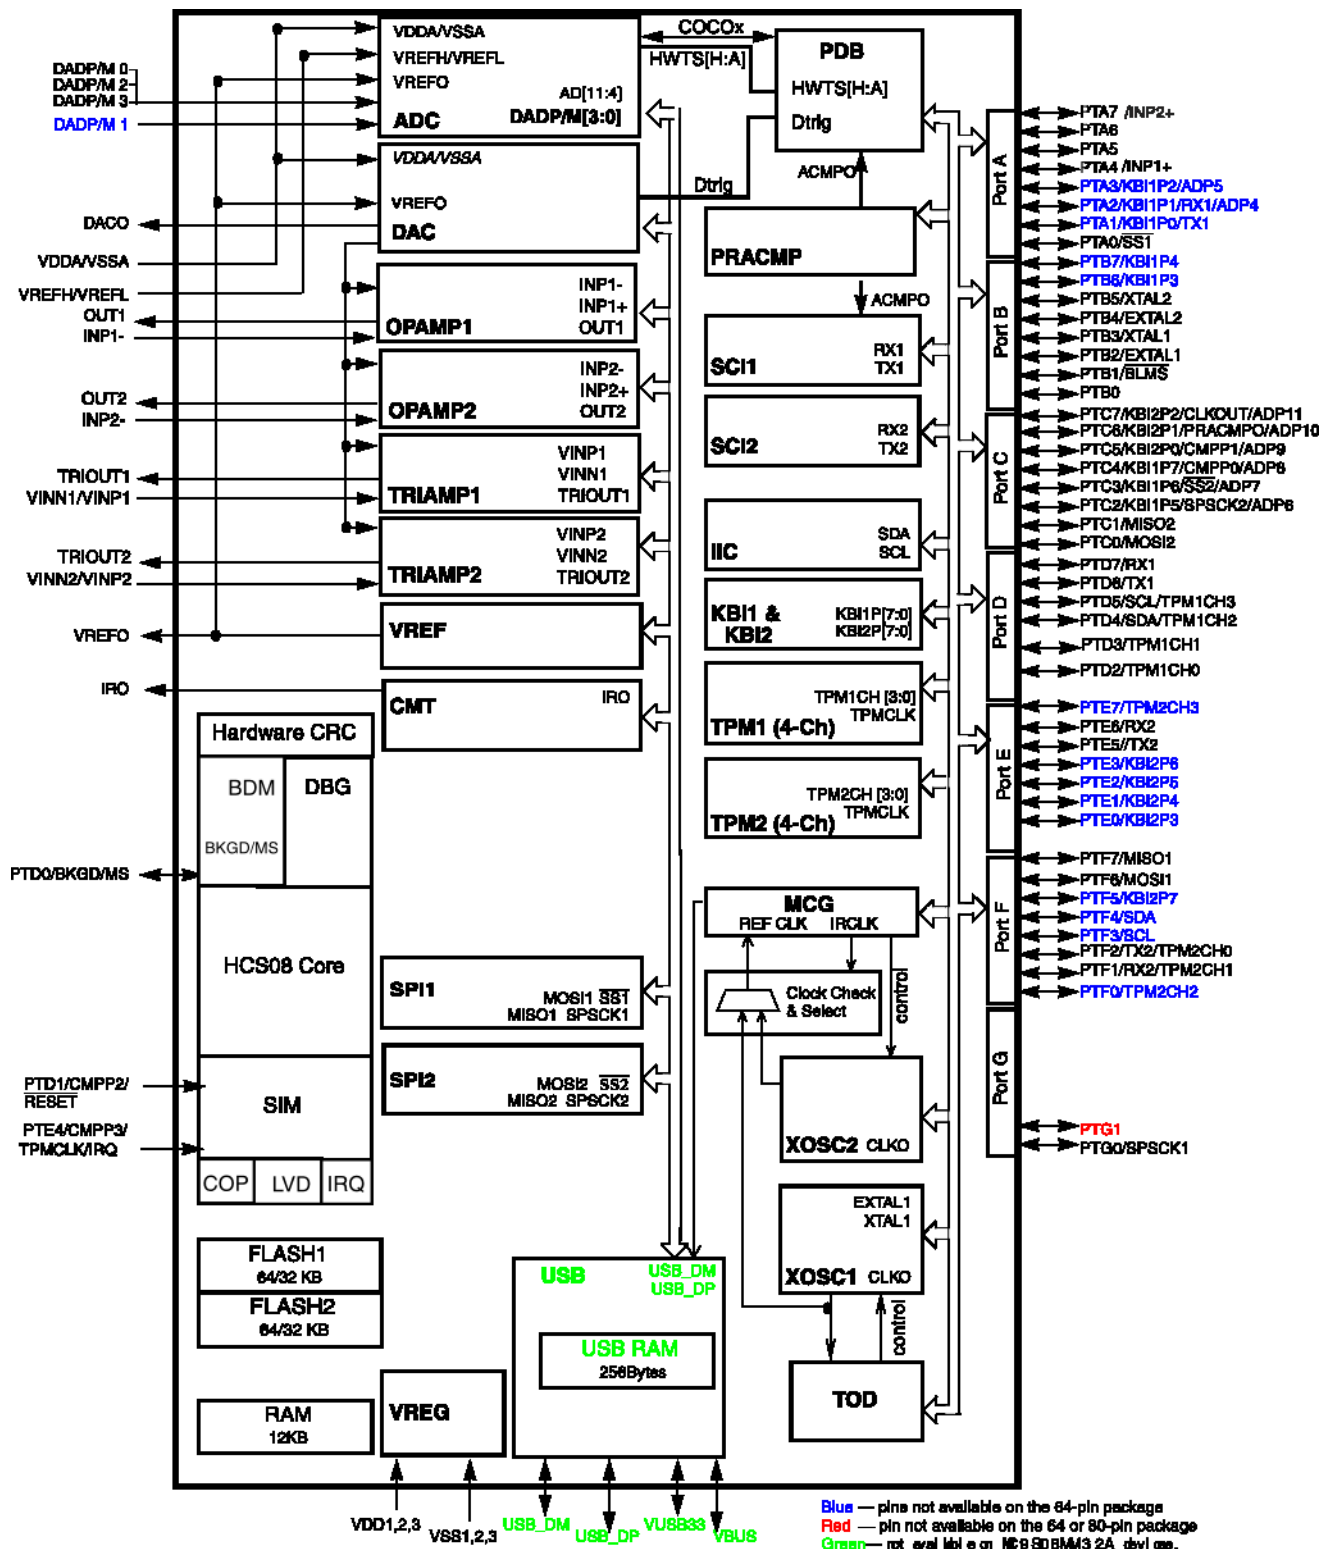 VDDA/VSSA
VREFH/VREFL
VREFO
AD[11:4]
DADP/M[3:0]
ADC
COCOx
HWTS[H:A]
PDB
HWTS[H:A]
Dtrig
DADP/M 0
DADP/M 2
DADP/M 3
DADP/M 1
VDDA/VSSA
VREFO
DAC
Dtrig
ACMPO
DACO
VDDA/VSSA
VREFH/VREFL
OUT1
INP1-
OUT2
INP2-
TRIOUT1
VINN1/VINP1
TRIOUT2
VINN2/VINP2
VREFO
IRO
INP1-
INP1+
OUT1
OPAMP1
INP2-
INP2+
OUT2
OPAMP2
VINP1
VINN1
TRIOUT1
TRIAMP1
VINP2
VINN2
TRIOUT2
TRIAMP2
VREF
IRO
CMT
PRACMP
ACMPO
RX1
TX1
SCI1
RX2
TX2
SCI2
SDA
SCL
IIC
KBI1 &
KBI2
KBI1P[7:0]
KBI2P[7:0]
TPM1CH [3:0]
TPMCLK
TPM1 (4-Ch)
TPM2CH [3:0]
TPMCLK
TPM2 (4-Ch)
Hardware CRC
BDM
DBG
BKGD/MS
PTD0/BKGD/MS
HCS08 Core
PTD1/CMPP2/
RESET
PTE4/CMPP3/
TPMCLK/IRQ
SIM
COP
LVD
IRQ
SPI1
MOSI1 SS1
MISO1 SPSCK1
SPI2
MOSI2 SS2
MISO2 SPSCK2
MCG
REF CLK IRCLK
Clock Check
& Select
control
XOSC2 CLKO
EXTAL1
XTAL1
XOSC1 CLKO
control
TOD
FLASH1
64/32 KB
FLASH2
64/32 KB
RAM
12KB
VREG
USB
USB_DM
USB_DP
USB RAM
256Bytes
VDD1,2,3
VSS1,2,3
USB_DM
USB_DP
VUSB33
VBUS
Port A
PTA7 /INP2+
PTA6
PTA5
PTA4 /INP1+
PTA3/KBI1P2/ADP5
PTA2/KBI1P1/RX1/ADP4
PTA1/KBI1P0/TX1
PTA0/SS1
Port B
PTB7/KBI1P4
PTB6/KBI1P3
PTB5/XTAL2
PTB4/EXTAL2
PTB3/XTAL1
PTB2/EXTAL1
PTB1/BLMS
PTB0
Port C
PTC7/KBI2P2/CLKOUT/ADP11
PTC6/KBI2P1/PRACMPO/ADP10
PTC5/KBI2P0/CMPP1/ADP9
PTC4/KBI1P7/CMPP0/ADP8
PTC3/KBI1P6/SS2/ADP7
PTC2/KBI1P5/SPSCK2/ADP6
PTC1/MISO2
PTC0/MOSI2
Port D
PTD7/RX1
PTD6/TX1
PTD5/SCL/TPM1CH3
PTD4/SDA/TPM1CH2
PTD3/TPM1CH1
PTD2/TPM1CH0
Port E
PTE7/TPM2CH3
PTE6/RX2
PTE5/TX2
PTE3/KBI2P6
PTE2/KBI2P5
PTE1/KBI2P4
PTE0/KBI2P3
Port F
PTF7/MISO1
PTF6/MOSI1
PTF5/KBI2P7
PTF4/SDA
PTF3/SCL
PTF2/TX2/TPM2CH0
PTF1/RX2/TPM2CH1
PTF0/TPM2CH2
Port G
PTG1
PTG0/SPSCK1
Blue — pins not available on the 64-pin package
Red — pin not available on the 64 or 80-pin package
Green — not available on MC9S08MM32A devices.